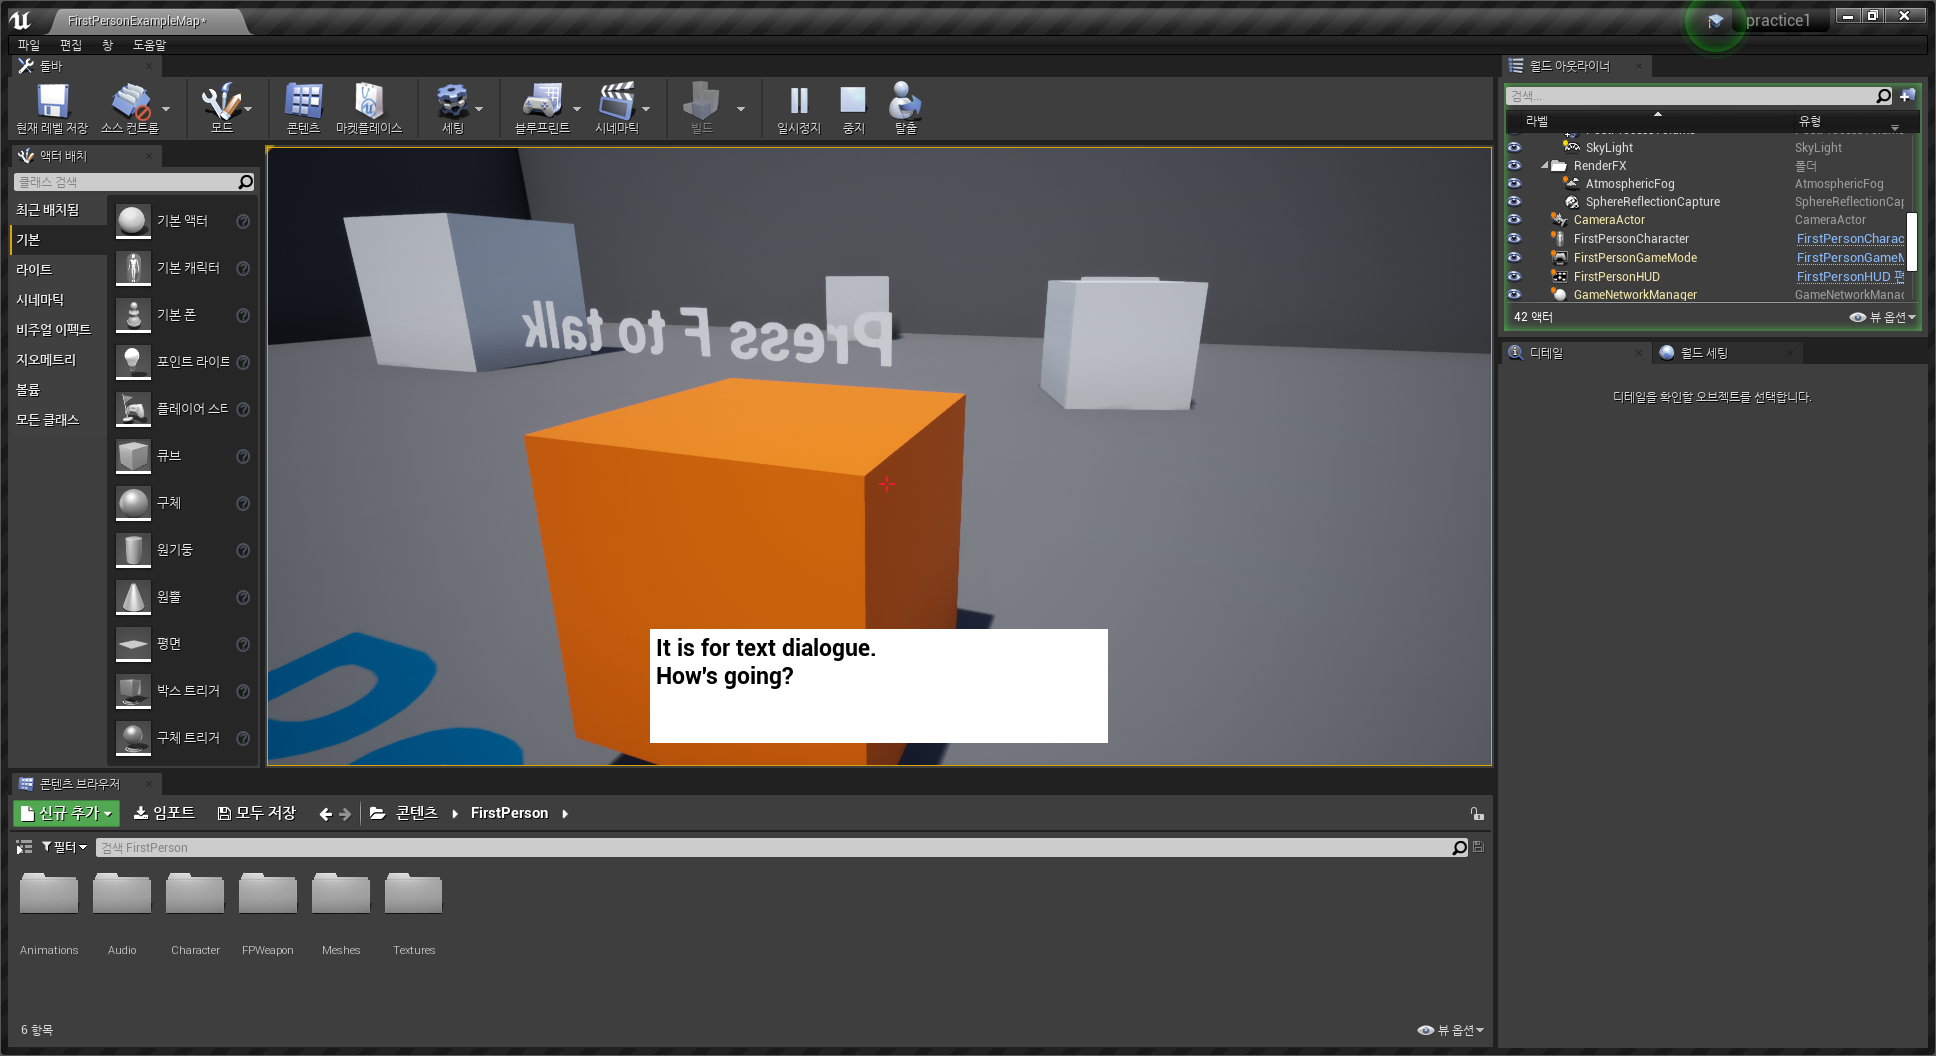 FirstPersonExampleMap*
practice1
파일 편집 창 도움말
툴바
현재 레벨 저장
소스 컨트롤
모드
콘텐츠
마켓플레이스
세팅
블루프린트
시네마틱
빌드
일시정지
중지
탈출
액터 배치
클래스 검색
최근 배치됨
기본
라이트
시네마틱
비주얼 이펙트
지오메트리
볼륨
모든 클래스
기본 액터
기본 캐릭터
기본 폰
포인트 라이트
플레이어 스타
큐브
구체
원기둥
원뿔
평면
박스 트리거
구체 트리거
Press F to talk
It is for text dialogue.
How's going?
월드 아웃라이너
검색...
라벨 유형
SkyLight SkyLight
RenderFX 폴더
AtmosphericFog AtmosphericFog
SphereReflectionCapture SphereReflectionCap
CameraActor CameraActor
FirstPersonCharacter FirstPersonCharac
FirstPersonGameMode FirstPersonGameM
FirstPersonHUD FirstPersonHUD 편
GameNetworkManager GameNetworkManag
42 액터
뷰 옵션
디테일
월드 세팅
디테일을 확인할 오브젝트를 선택합니다.
콘텐츠 브라우저
신규 추가 임포트 모두 저장 콘텐츠 FirstPerson
필터 검색 FirstPerson
Animations Audio Character FPWeapon Meshes Textures
6 항목
뷰 옵션